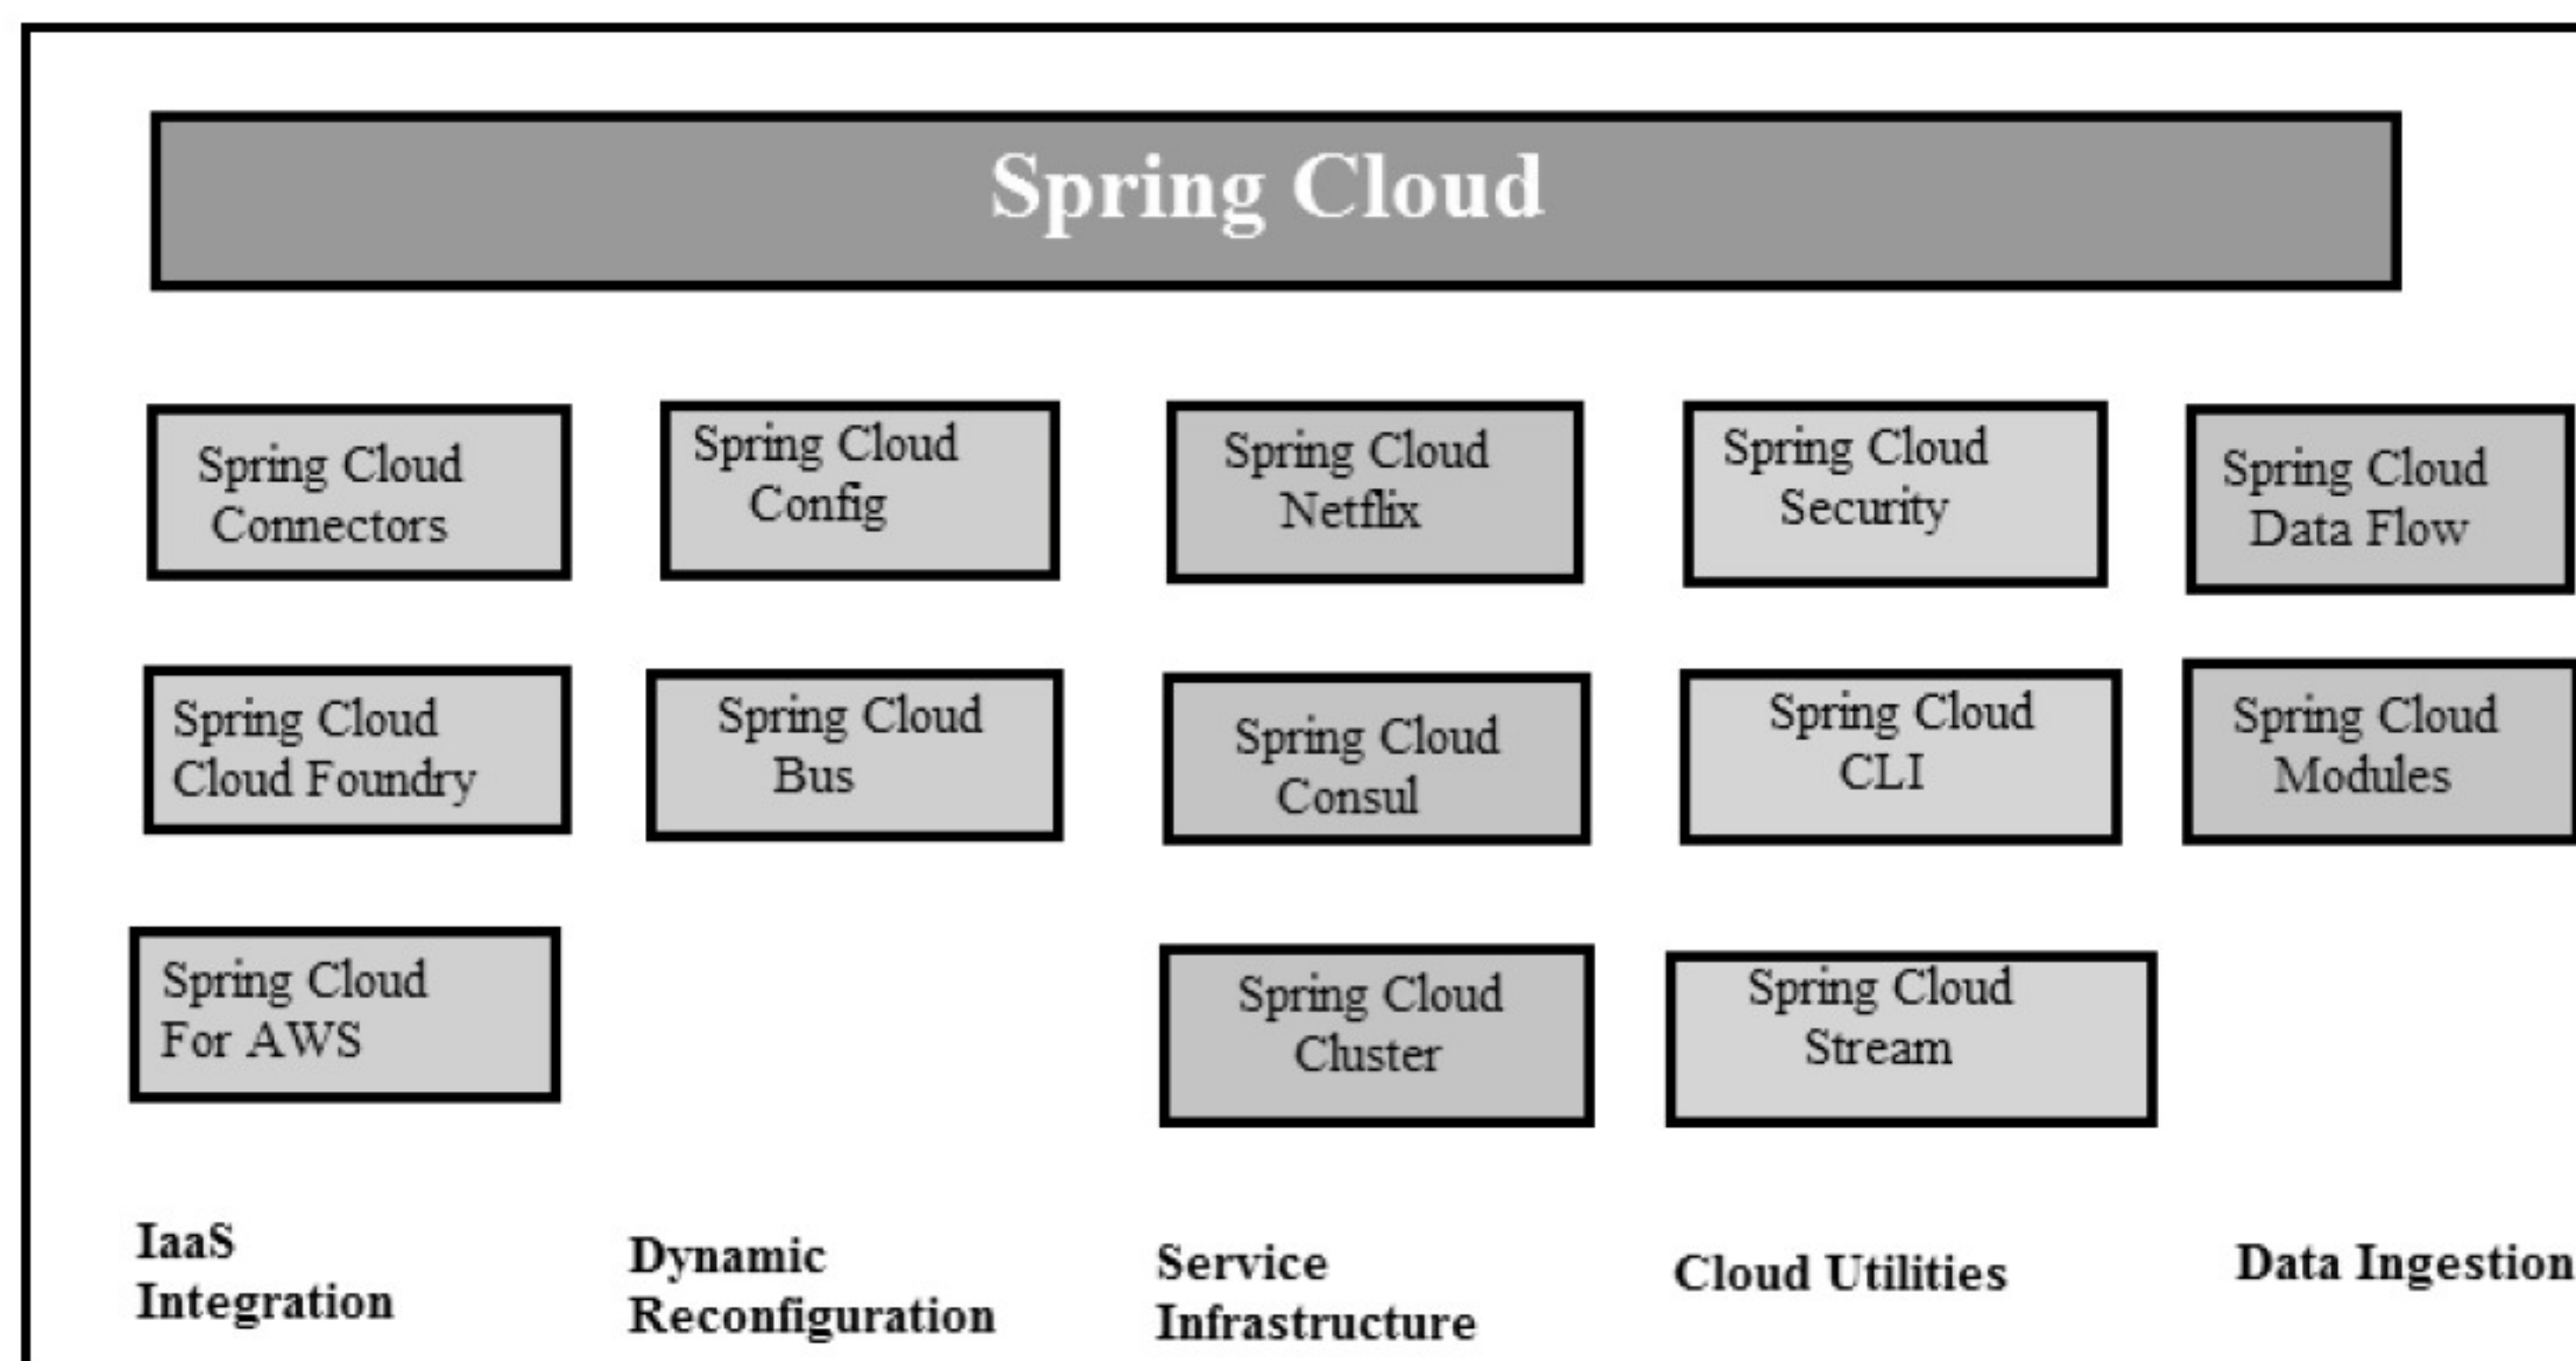 Spring Cloud
Spring Cloud
Connectors
Spring Cloud
Config
Spring Cloud
Netflix
Spring Cloud
Security
Spring Cloud
Data Flow
Spring Cloud
Cloud Foundry
Spring Cloud
Bus
Spring Cloud
Consul
Spring Cloud
CLI
Spring Cloud
Modules
Spring Cloud
For AWS
Spring Cloud
Cluster
Spring Cloud
Stream
IaaS
Integration
Dynamic
Reconfiguration
Service
Infrastructure
Cloud Utilities
Data Ingestion